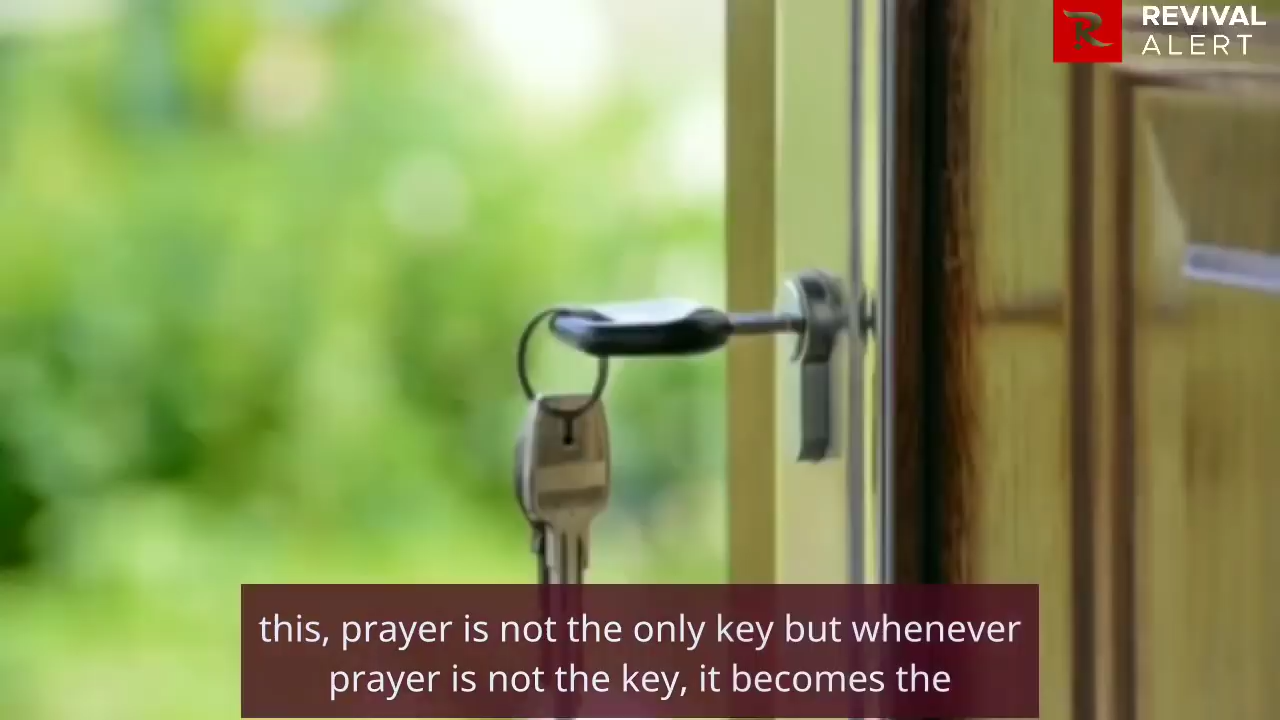 REVIVAL
ALERT
this, prayer is not the only key but whenever
prayer is not the key, it becomes the